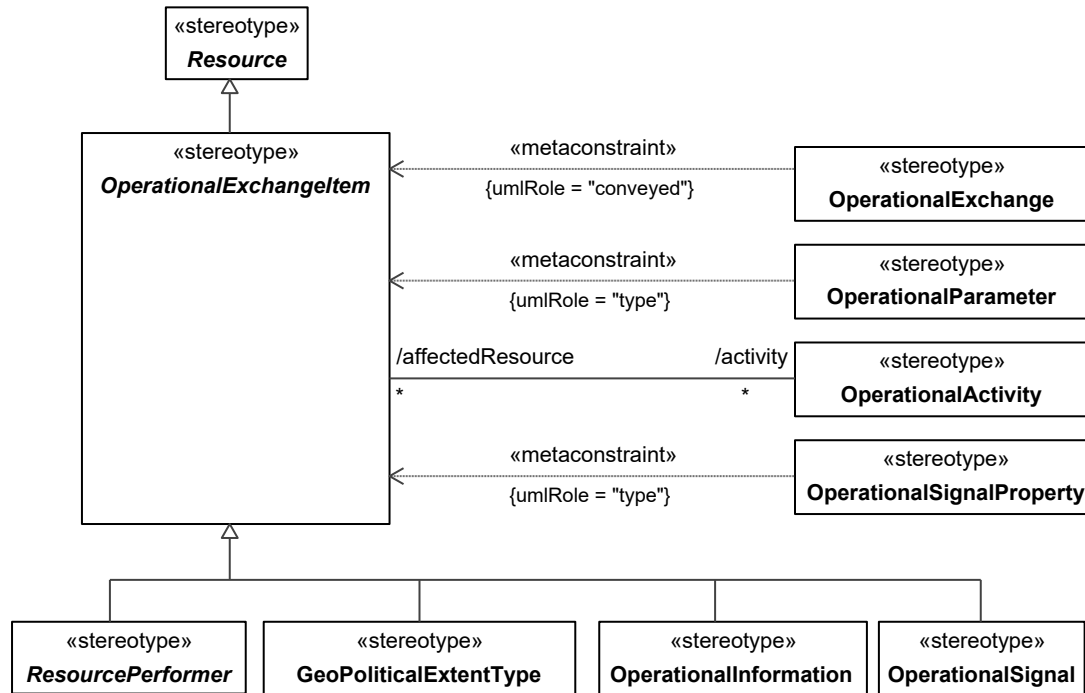 «stereotype»
Resource
«stereotype»
OperationalExchangeItem
«metaconstraint»
{umlRole = "conveyed"}
«stereotype»
OperationalExchange
«metaconstraint»
{umlRole = "type"}
«stereotype»
OperationalParameter
/affectedResource
/activity
*
*
«stereotype»
OperationalActivity
«metaconstraint»
{umlRole = "type"}
«stereotype»
OperationalSignalProperty
«stereotype»
ResourcePerformer
«stereotype»
GeoPoliticalExtentType
«stereotype»
OperationalInformation
«stereotype»
OperationalSignal